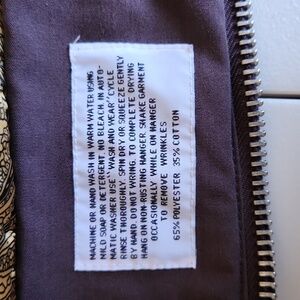 MACHINE OR HAND WASH IN WARM WATER USING
MILD SOAP OR DETERGENT NO BLEACH IN AUTO-
MATIC WASHER USE "WASH AND WEAR" CYCLE
RINSE THOROUGHLY. SPIN DRY OR SQUEEZE GENTLY
BY HAND. DO NOT WRING. TO COMPLETE DRYING
HANG ON NON-RUSTING HANGER. SHAKE GARMENT
OCCASIONALLY WHILE ON HANGER
TO REMOVE WRINKLES
65% POLYESTER 35% COTTON